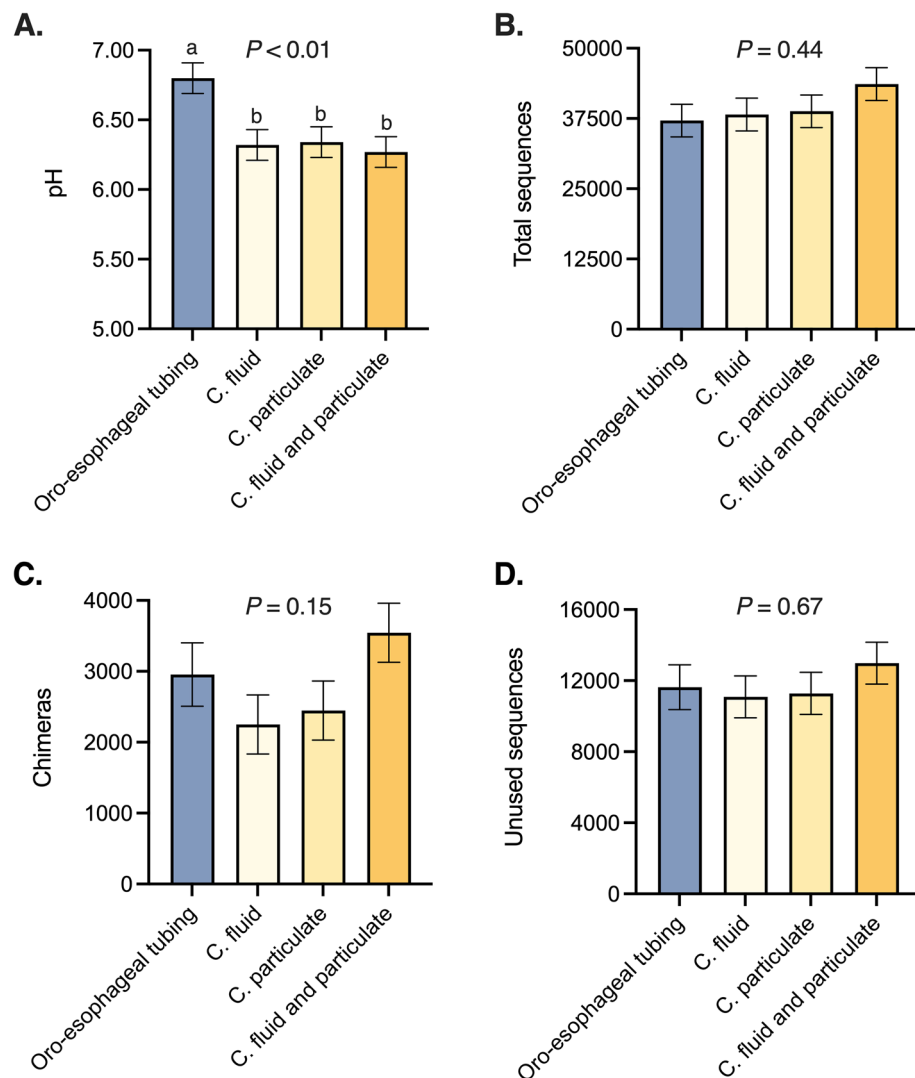 A.
P < 0.01
7.00
6.50
6.00
5.50
5.00
pH
a
b
b
b
Oro-esophageal tubing
C. fluid
C. particulate
C. fluid and particulate
B.
P = 0.44
50000
37500
25000
12500
0
Total sequences
Oro-esophageal tubing
C. fluid
C. particulate
C. fluid and particulate
C.
P = 0.15
4000
3000
2000
1000
0
Chimeras
Oro-esophageal tubing
C. fluid
C. particulate
C. fluid and particulate
D.
P = 0.67
16000
12000
8000
4000
0
Unused sequences
Oro-esophageal tubing
C. fluid
C. particulate
C. fluid and particulate